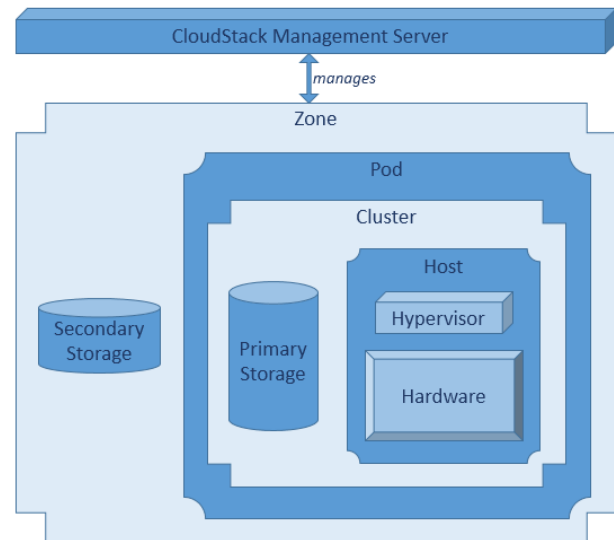 CloudStack Management Server
manages
Zone
Pod
Cluster
Host
Hypervisor
Secondary
Storage
Primary
Storage
Hardware